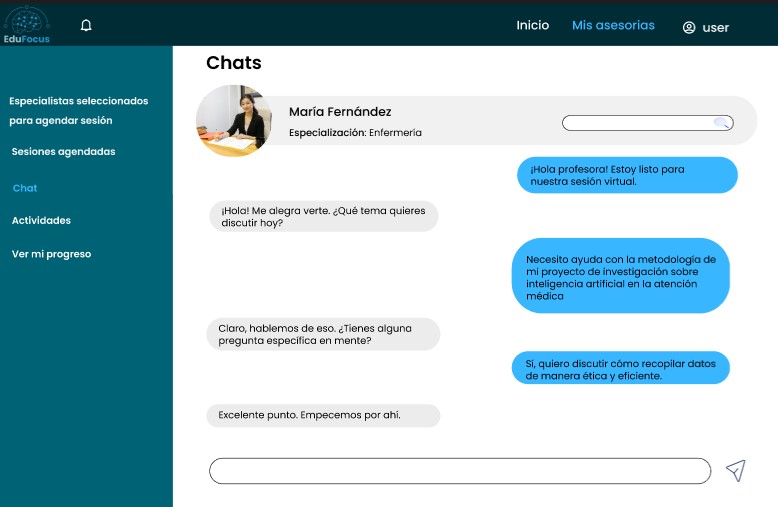 Inicio Mis asesorias user
EduFocus
Chats
Especialistas seleccionados
para agendar sesión
Sesiones agendadas
Chat
Actividades
Ver mi progreso
María Fernández
Especialización: Enfermería
¡Hola profesora! Estoy listo para
nuestra sesión virtual.
¡Hola! Me alegra verte. ¿Qué tema quieres
discutir hoy?
Necesito ayuda con la metodología de
mi proyecto de investigación sobre
inteligencia artificial en la atención
médica
Claro, hablemos de eso. ¿Tienes alguna
pregunta específica en mente?
Sí, quiero discutir cómo recopilar datos
de manera ética y eficiente.
Excelente punto. Empecemos por ahí.